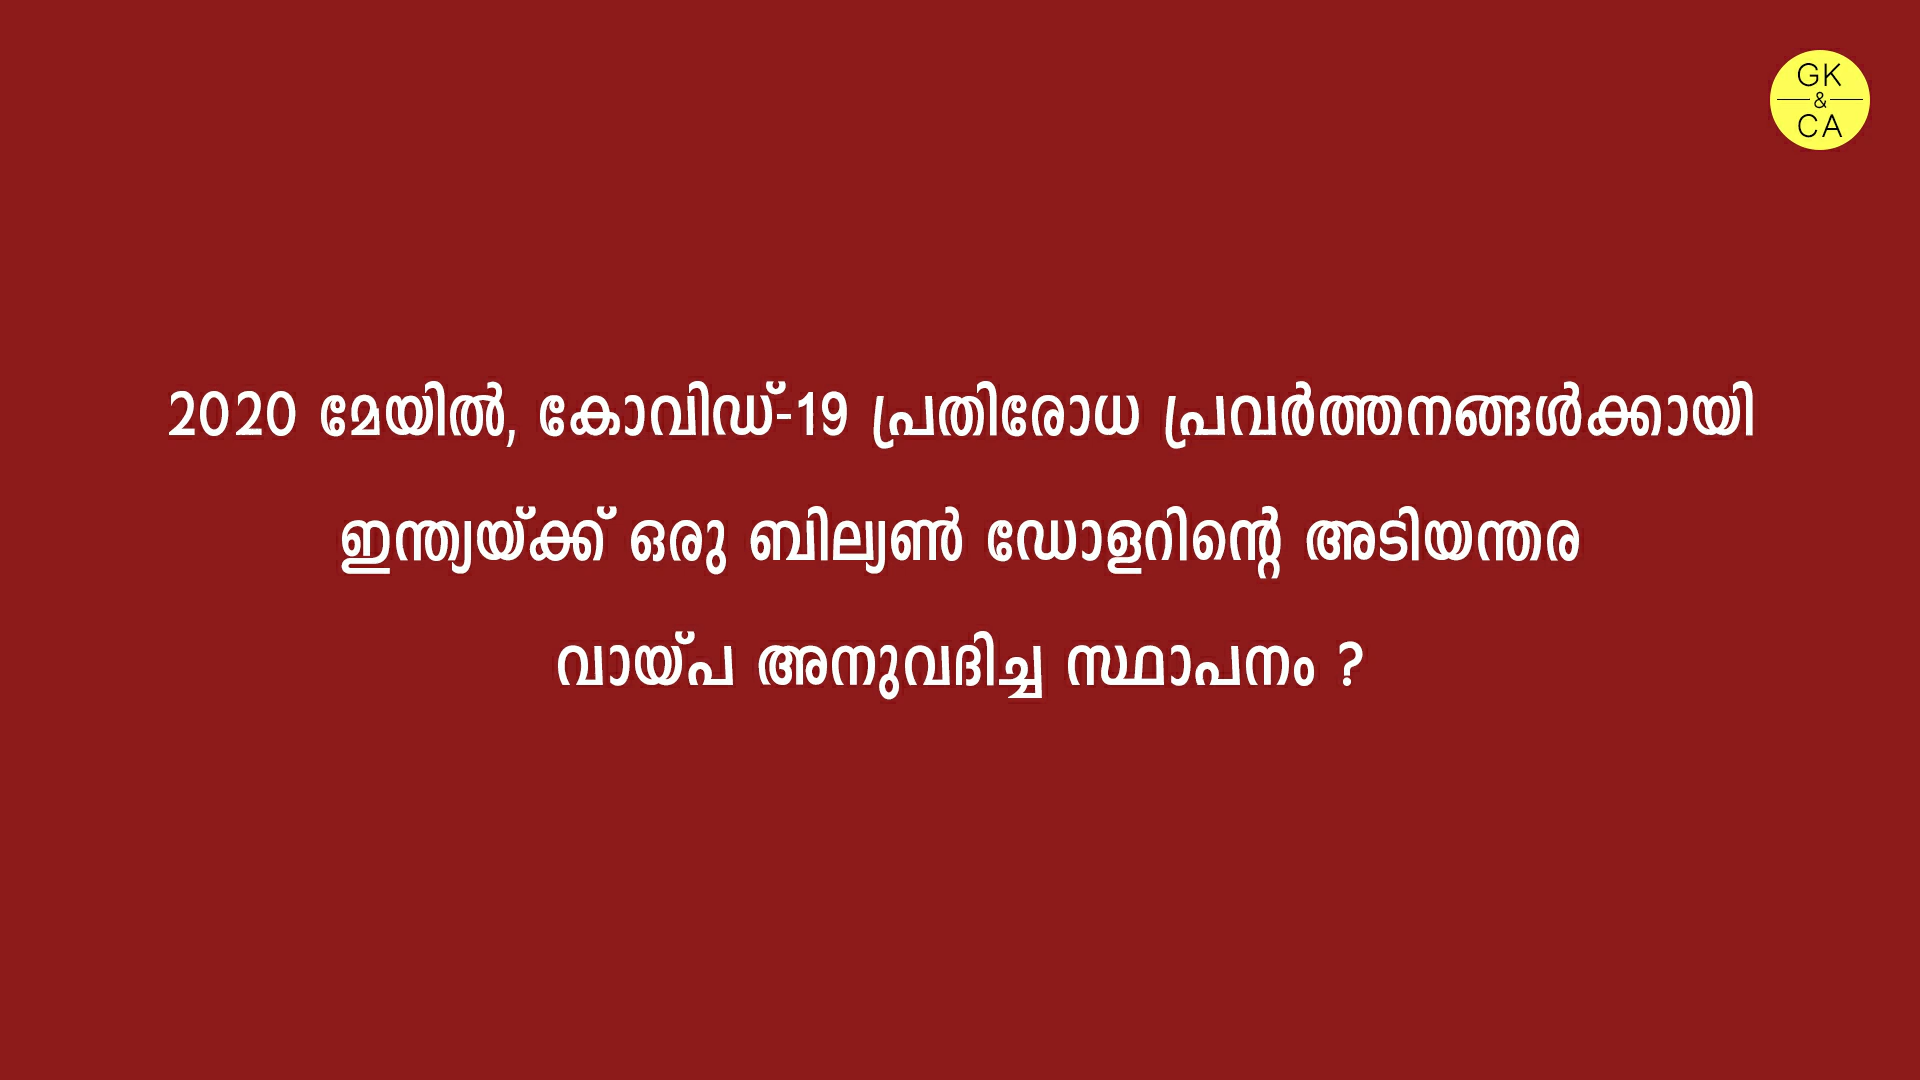 GK
&
CA
2020 മേയിൽ, കോവിഡ്-19 പ്രതിരോധ പ്രവർത്തനങ്ങൾക്കായി
ഇന്ത്യയ്ക്ക് ഒരു ബില്യൺ ഡോളറിന്റെ അടിയന്തര
വായ്പ അനുവദിച്ച സ്ഥാപനം ?